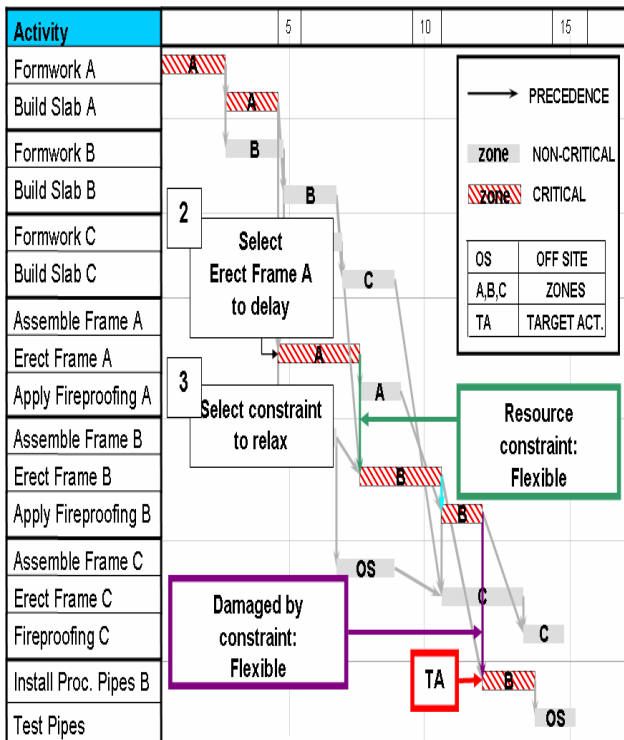 Activity
5
10
15
Formwork A
A
Build Slab A
A
Formwork B
B
Build Slab B
B
Formwork C
Build Slab C
C
Assemble Frame A
Erect Frame A
A
Apply Fireproofing A
A
Assemble Frame B
Erect Frame B
B
Apply Fireproofing B
B
Assemble Frame C
OS
Erect Frame C
C
Fireproofing C
C
Install Proc. Pipes B
B
Test Pipes
OS
2
Select
Erect Frame A
to delay
3
Select constraint
to relax
PRECEDENCE
zone NON-CRITICAL
zone CRITICAL
OS OFF SITE
A,B,C ZONES
TA TARGET ACT.
Resource
constraint:
Flexible
Damaged by
constraint:
Flexible
TA